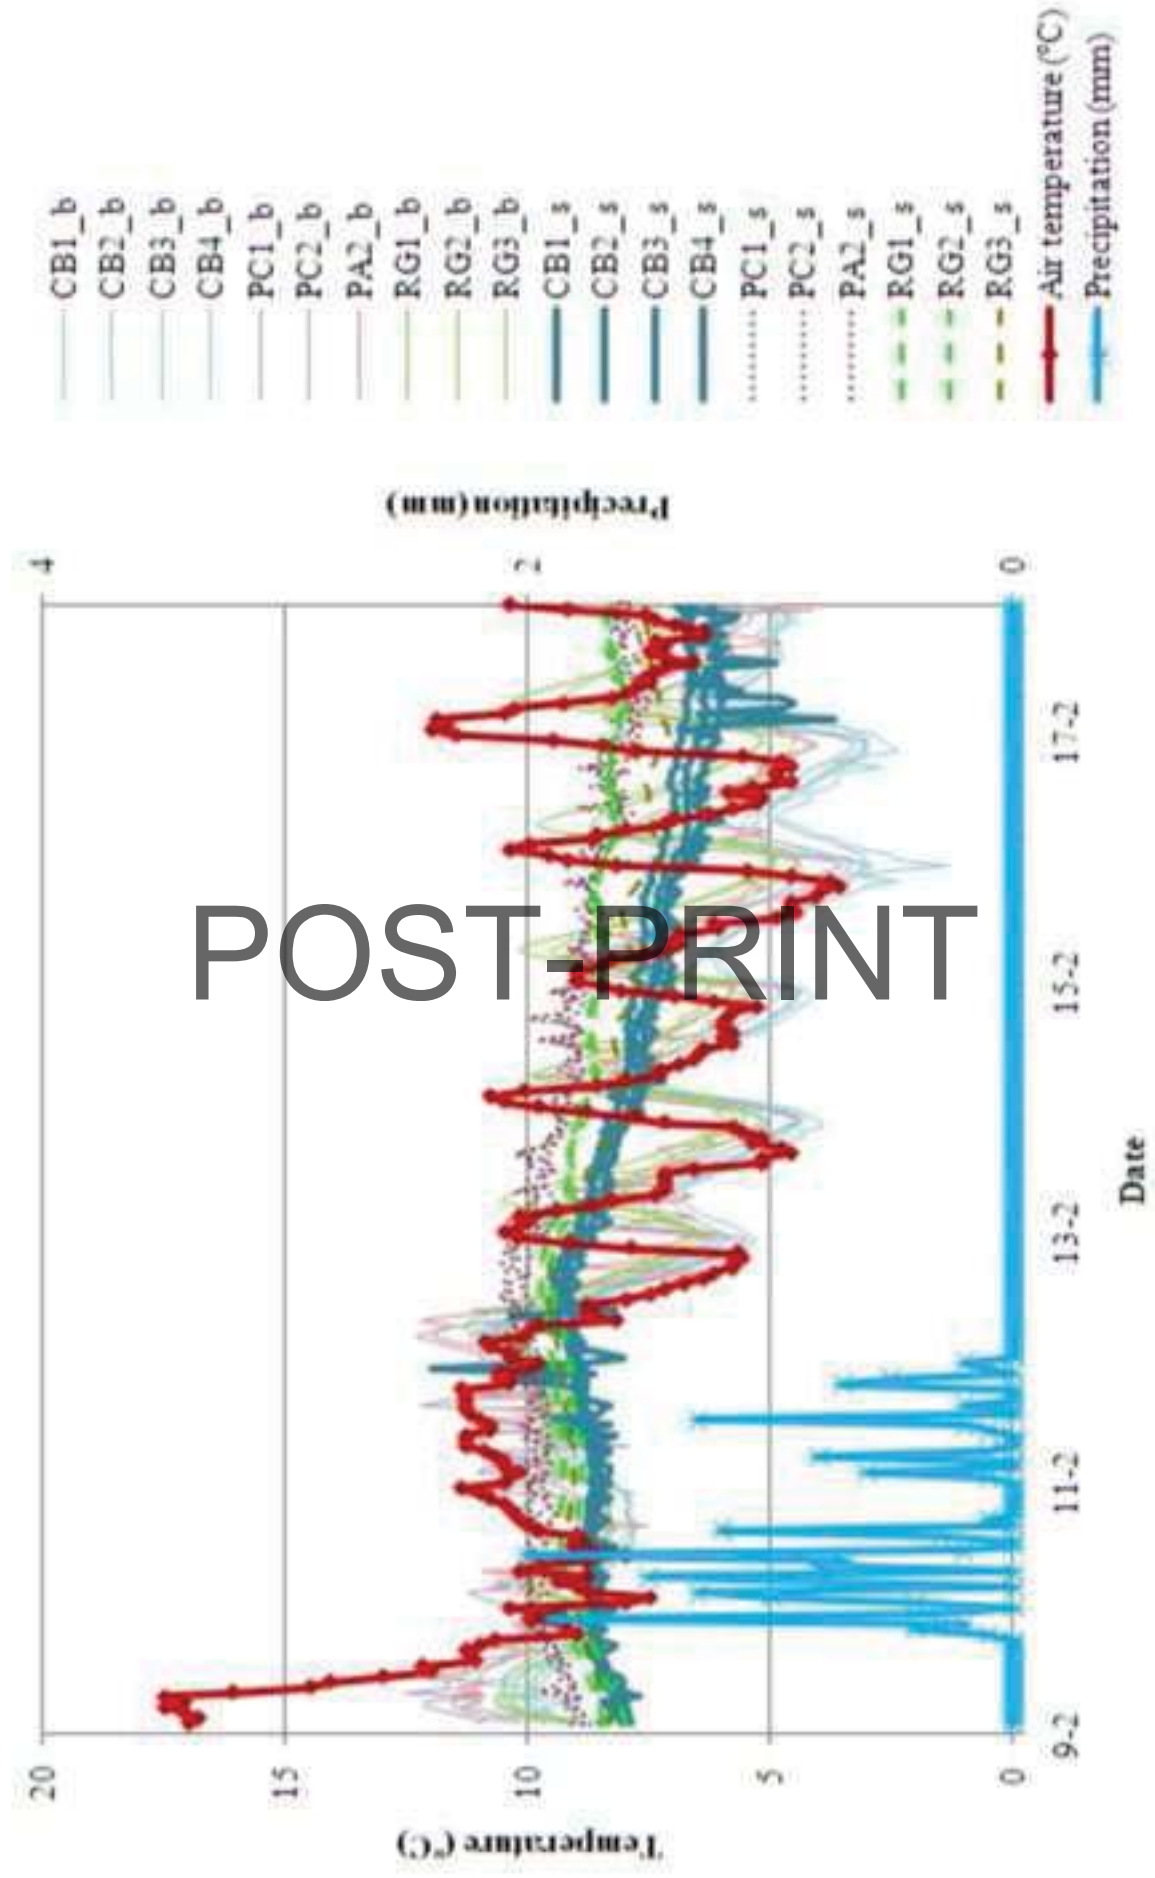 Temperature (°C)
20
15
10
5
0
9-2
11-2
13-2
15-2
17-2
Date
4
2
0
Precipitation (mm)
CB1_b
CB2_b
CB3_b
CB4_b
PC1_b
PC2_b
PA2_b
RG1_b
RG2_b
RG3_b
CB1_s
CB2_s
CB3_s
CB4_s
PC1_s
PC2_s
PA2_s
RG1_s
RG2_s
RG3_s
Air temperature (°C)
Precipitation (mm)
POST-PRINT